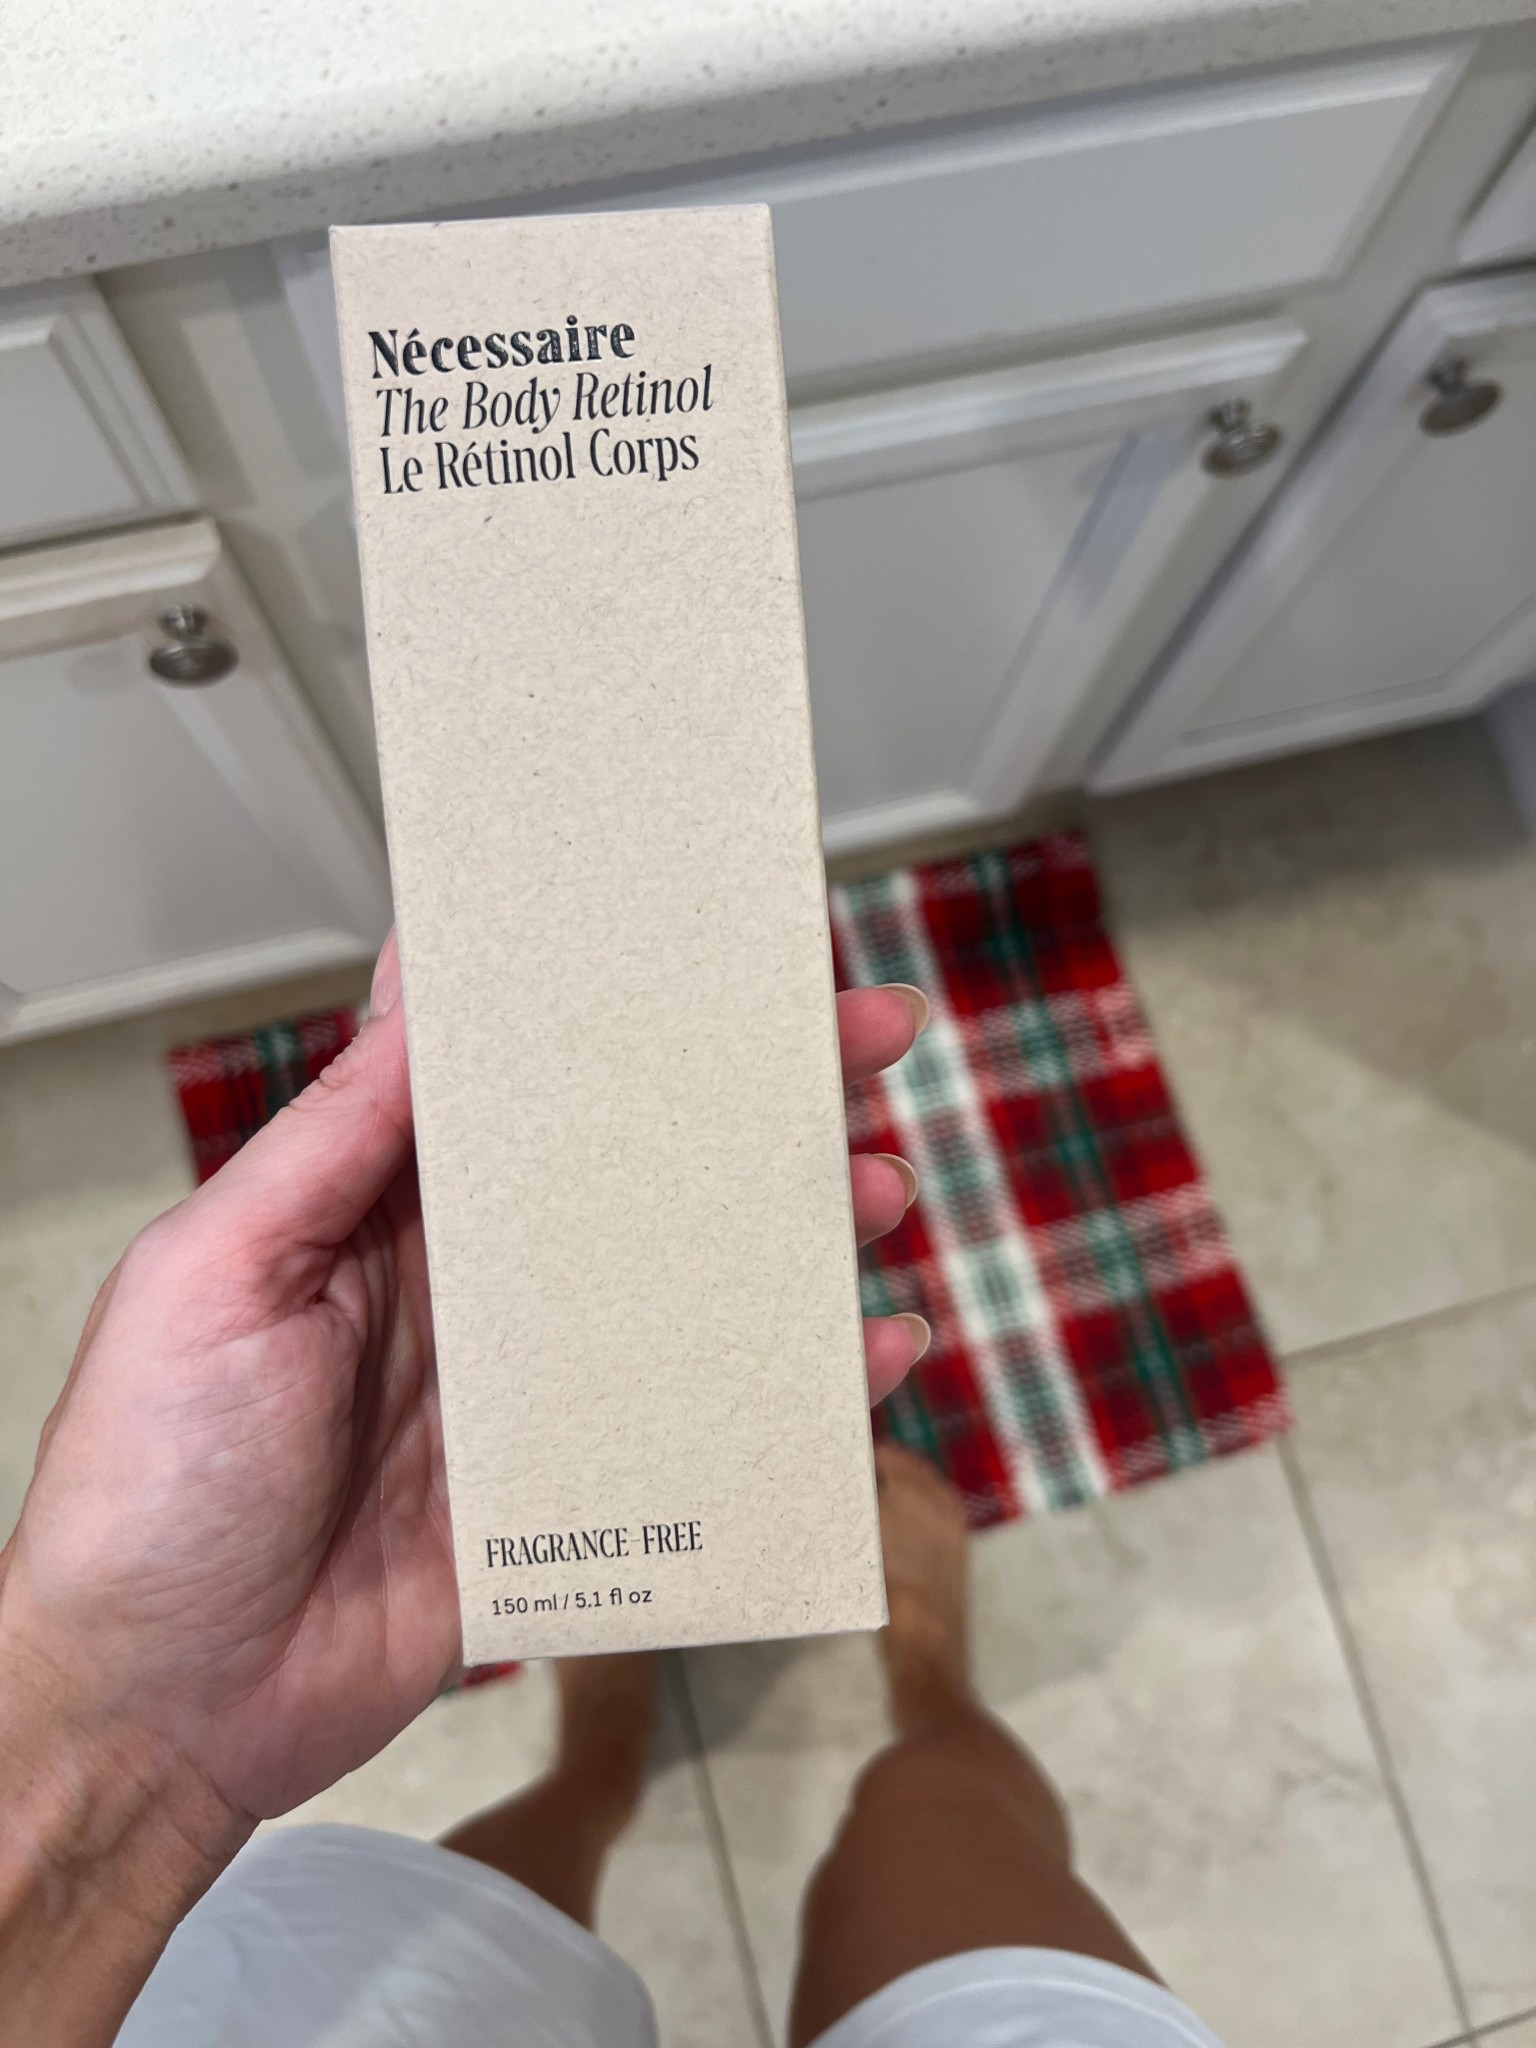 Nécessaire
The Body Retinol
Le Rétinol Corps
FRAGRANCE-FREE
150 ml / 5.1 fl oz